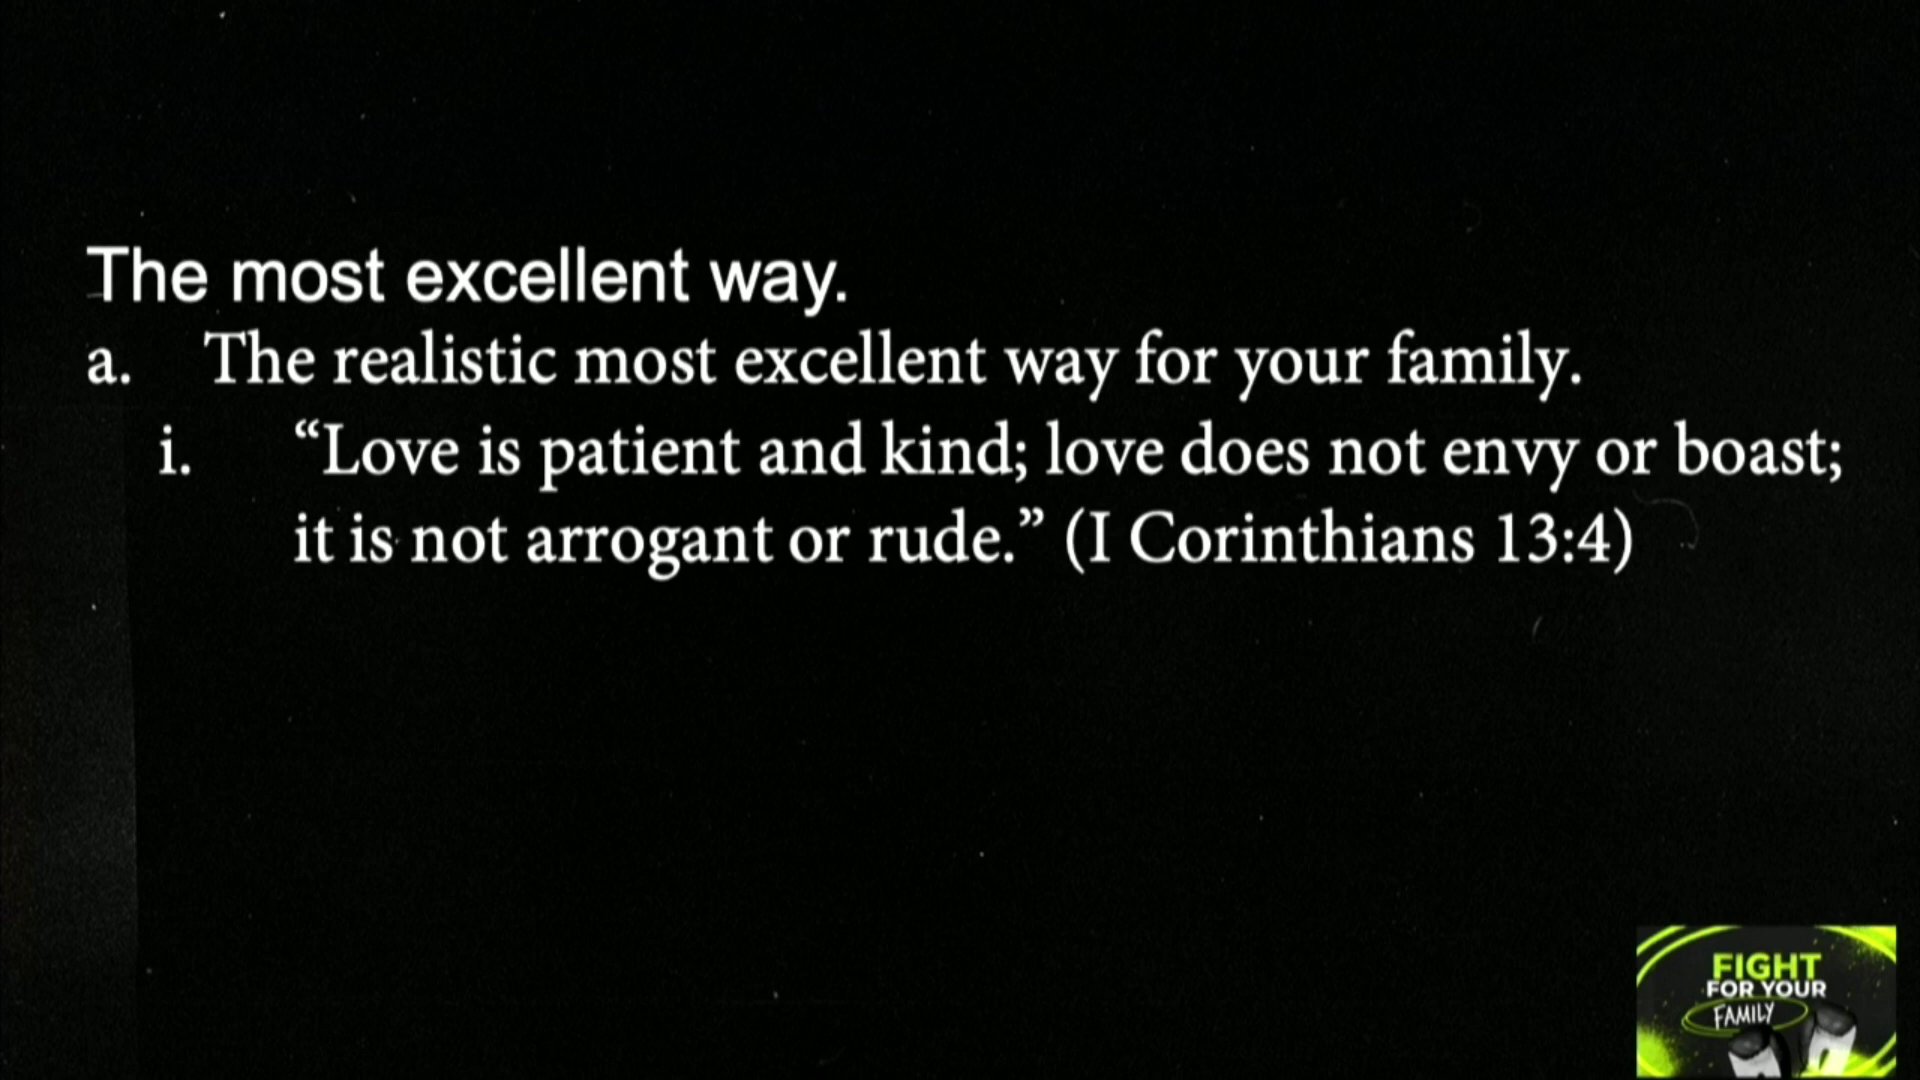 The most excellent way.
a. The realistic most excellent way for your family.
i. “Love is patient and kind; love does not envy or boast;
it is not arrogant or rude.” (I Corinthians 13:4)
FIGHT
FOR YOUR
FAMILY